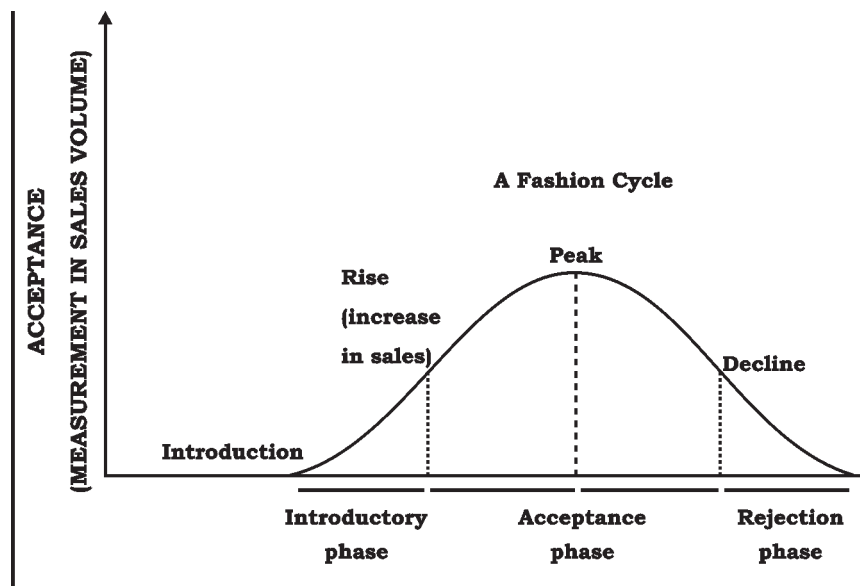 ACCEPTANCE
(MEASUREMENT IN SALES VOLUME)
A Fashion Cycle
Peak
Rise
(increase
in sales)
Decline
Introduction
Introductory
phase
Acceptance
phase
Rejection
phase